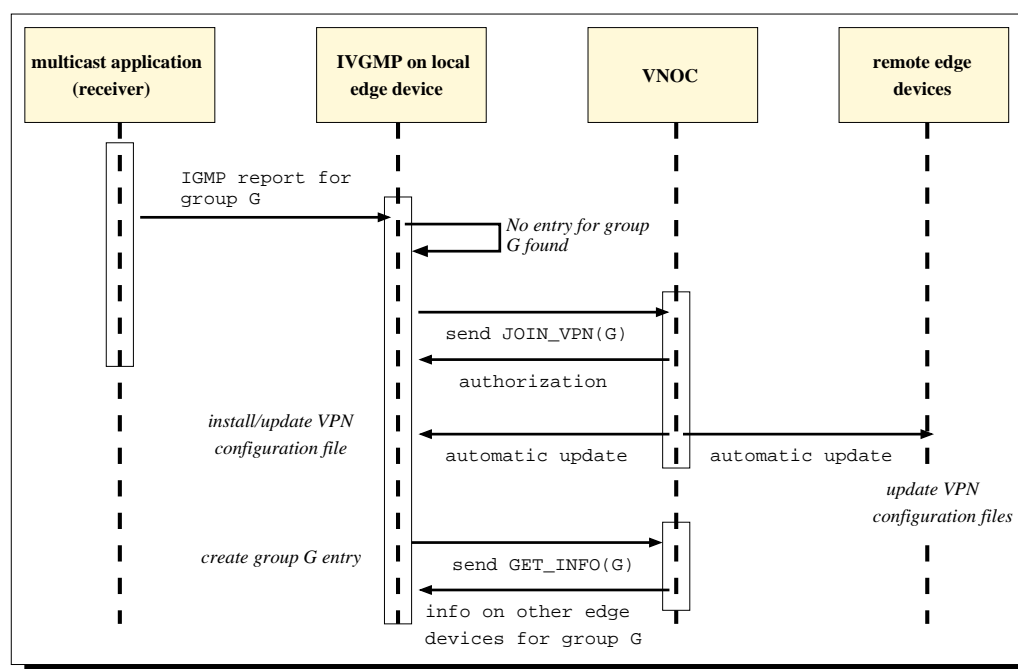 multicast application
(receiver)
IVGMP on local
edge device
VNOC
remote edge
devices
IGMP report for
group G
No entry for group
G found
send JOIN_VPN(G)
authorization
install/update VPN
configuration file
automatic update
automatic update
update VPN
configuration files
create group G entry
send GET_INFO(G)
info on other edge
devices for group G